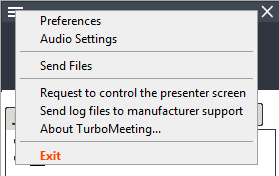 Preferences
Audio Settings
Send Files
Request to control the presenter screen
Send log files to manufacturer support
About TurboMeeting...
Exit